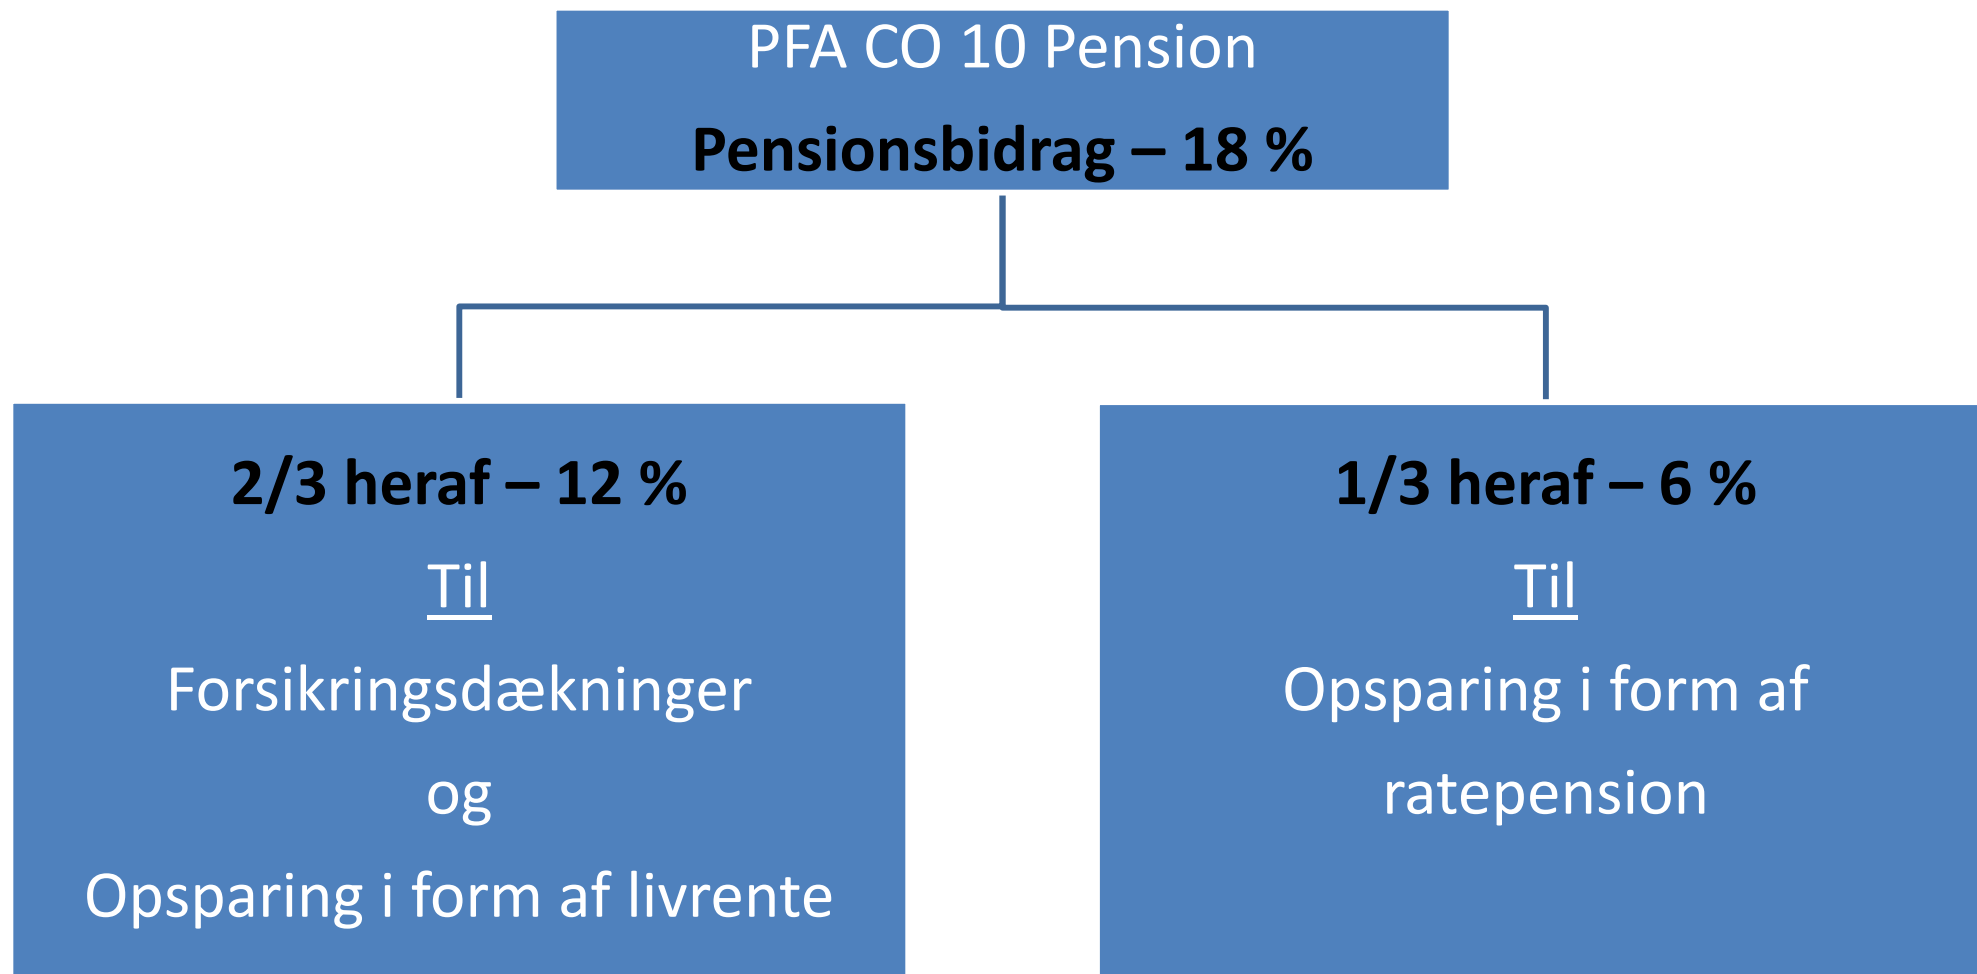 PFA CO 10 Pension
Pensionsbidrag – 18 %
2/3 heraf – 12 %
Til
Forsikringsdækninger
og
Opsparing i form af livrente
1/3 heraf – 6 %
Til
Opsparing i form af
ratepension